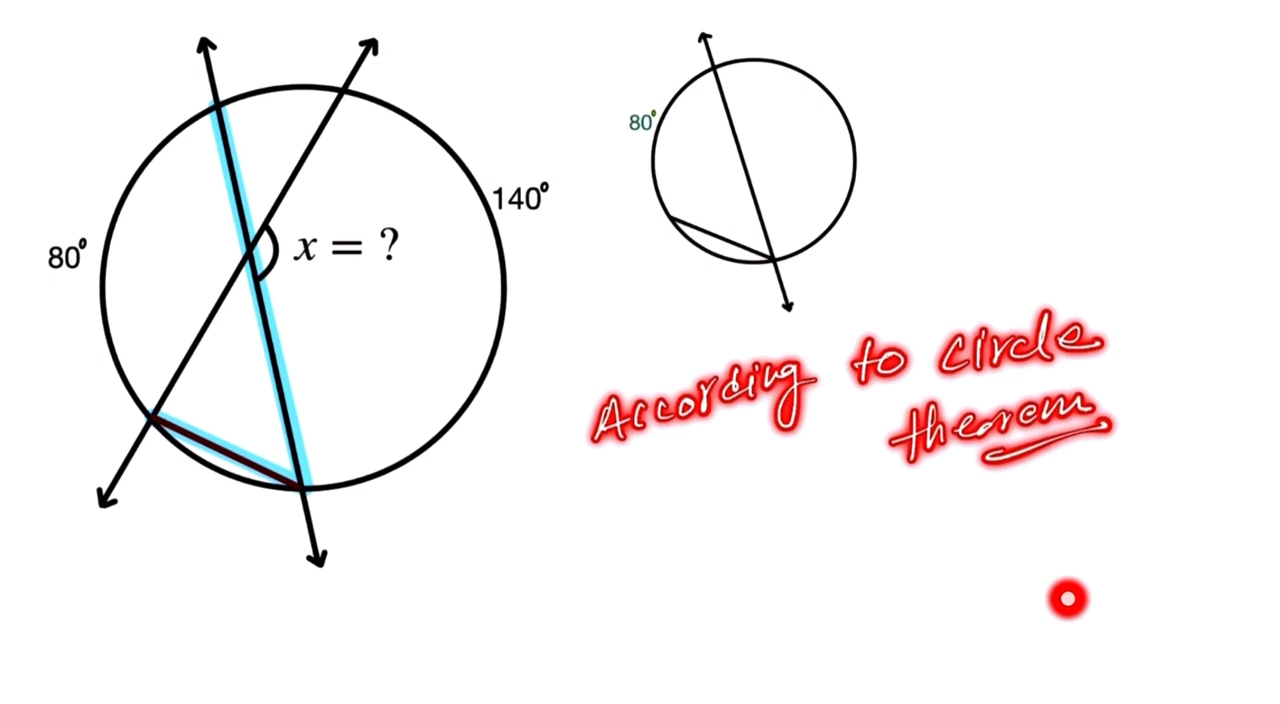 80°
140°
x = ?
80°
According to circle
theorem